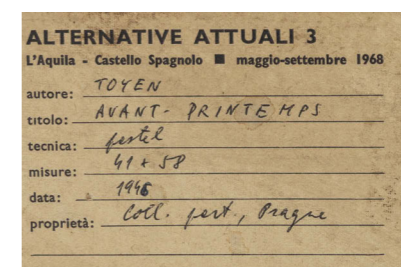 ALTERNATIVE ATTUALI 3
L'Aquila - Castello Spagnolo ■ maggio-settembre 1968
autore: TOYEN
titolo: AVANT-PRINTEMPS
tecnica: pastel
misure: 41 x 58
data: 1946
proprietà: Coll. part., Prague